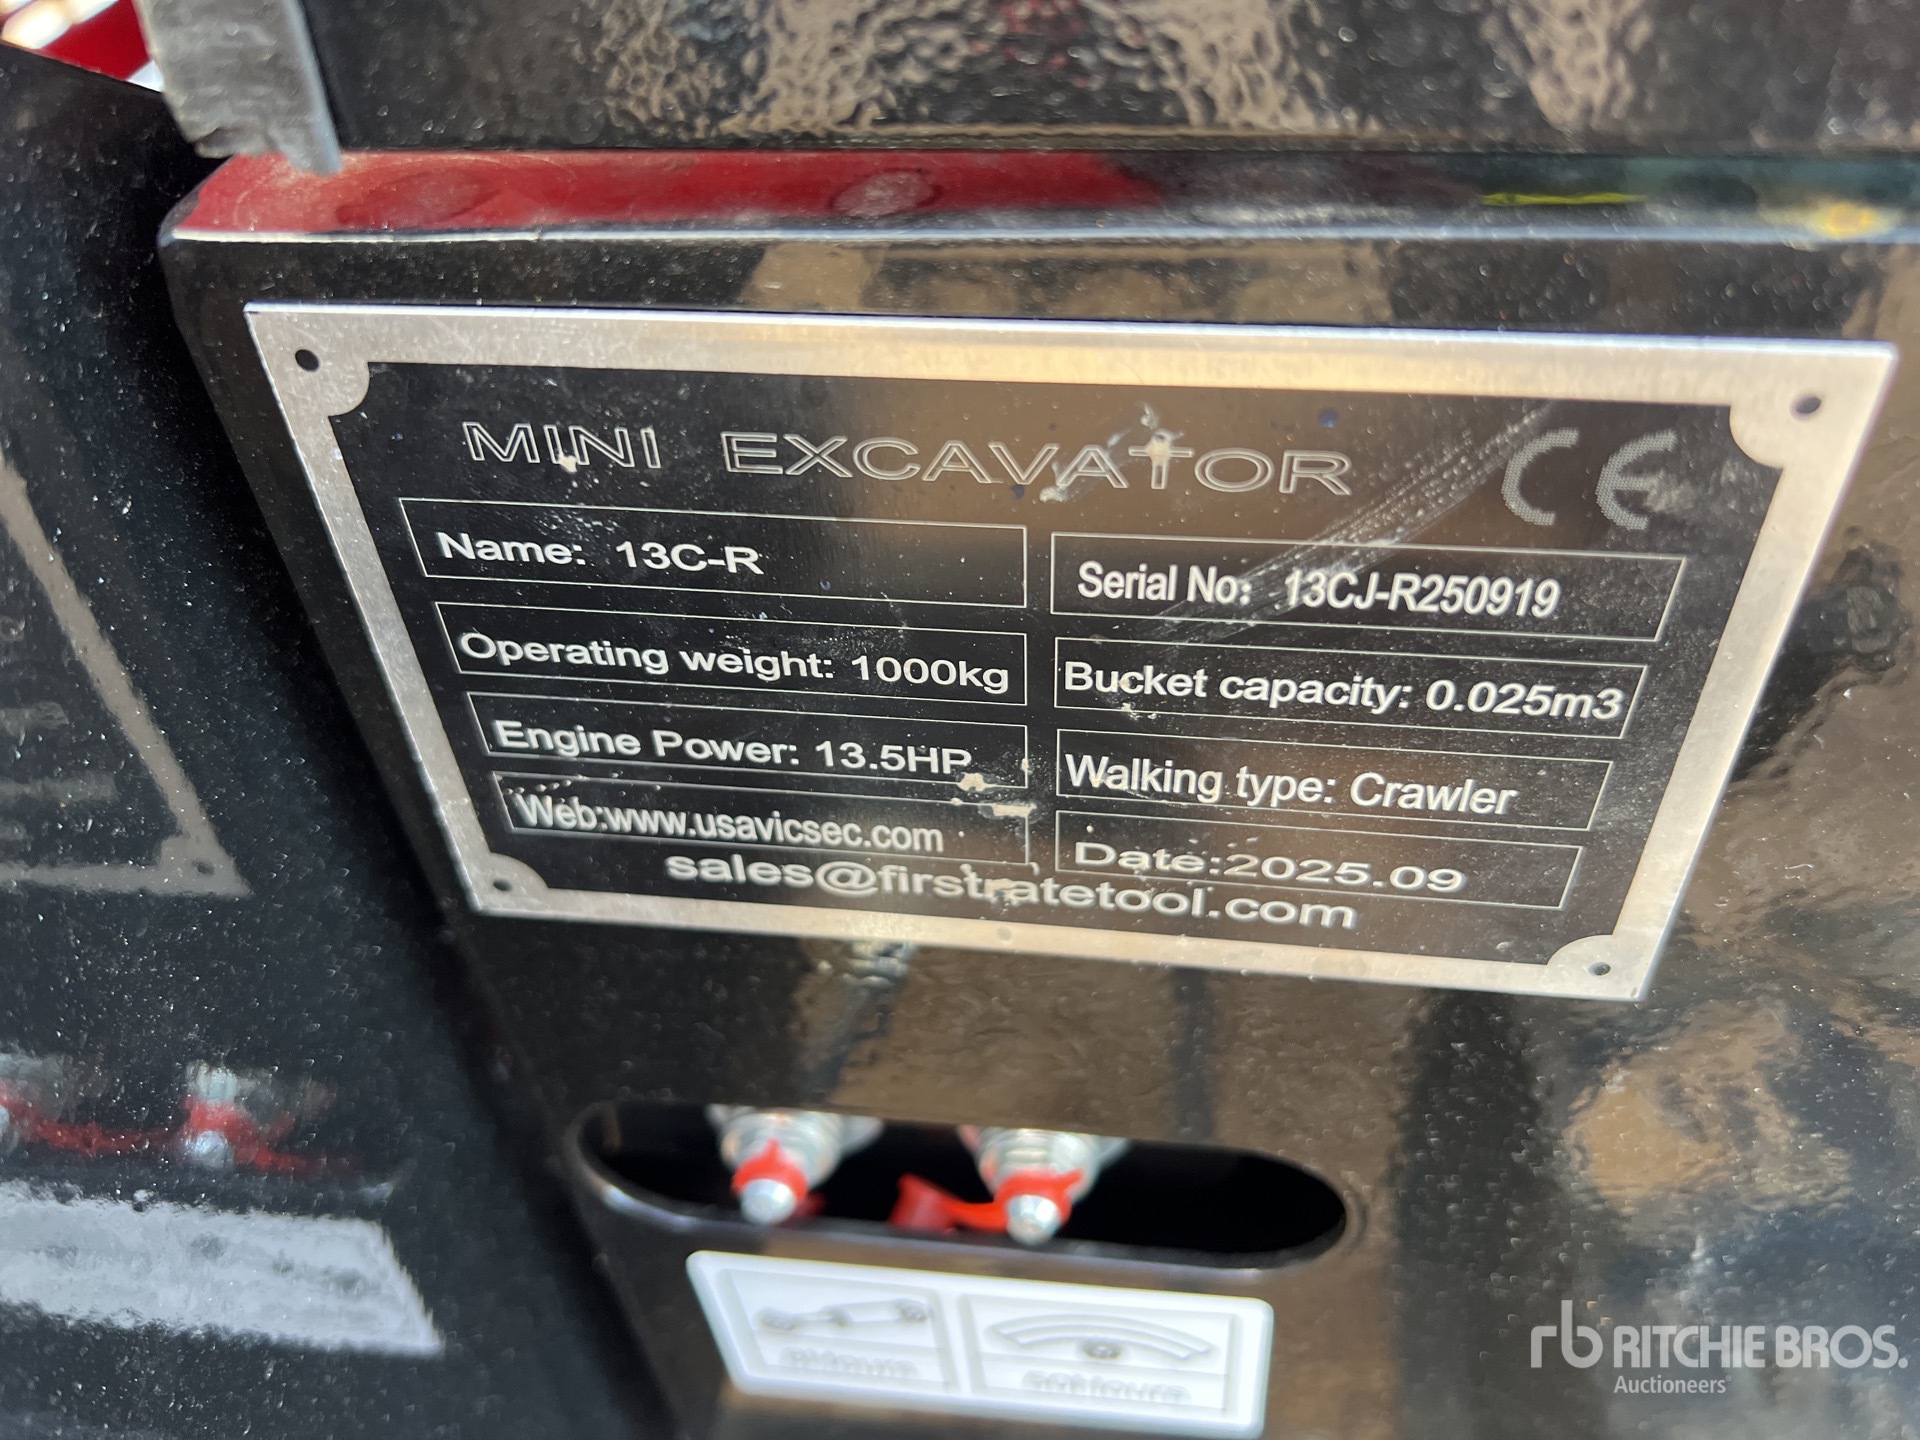 MINI EXCAVATOR CE
Name: 13C-R
Serial No: 13CJ-R250919
Operating weight: 1000kg
Bucket capacity: 0.025m3
Engine Power: 13.5HP
Walking type: Crawler
Web:www.usavicsec.com
Date:2025.09
sales@firstratetool.com
rb RITCHIE BROS.
Auctioneers